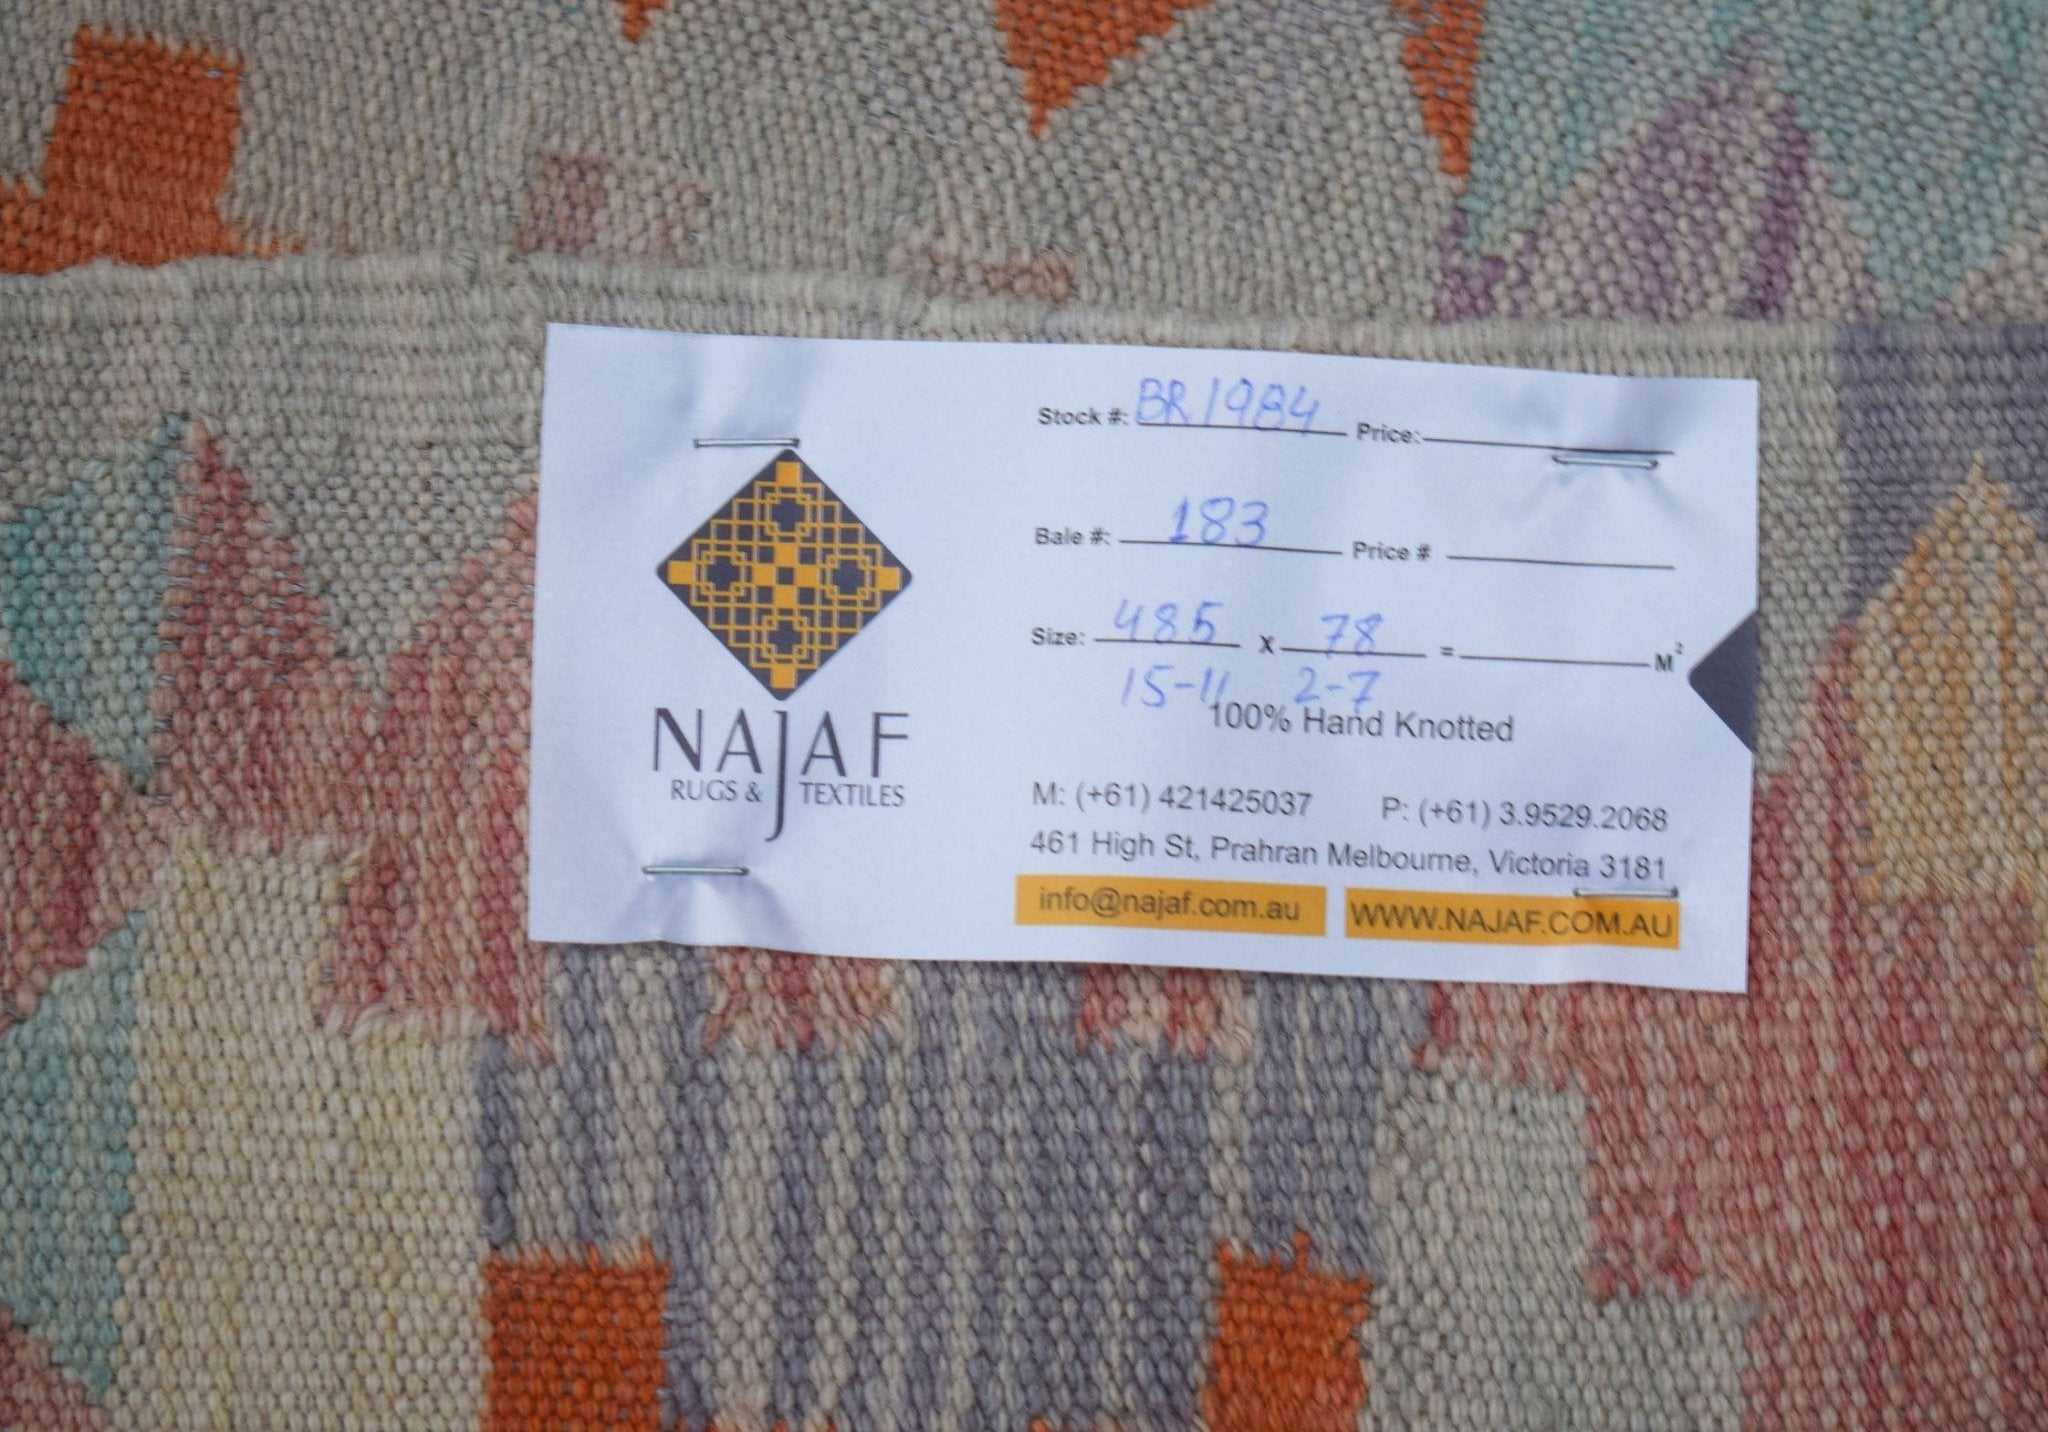 NAJAF
RUGS & TEXTILES
Stock #: BR1984 Price:
Bale #: 183 Price #
Size: 485 X 78 = M²
15-11 2-7
100% Hand Knotted
M: (+61) 421425037 P: (+61) 3.9529.2068
461 High St, Prahran Melbourne, Victoria 3181
info@najaf.com.au WWW.NAJAF.COM.AU